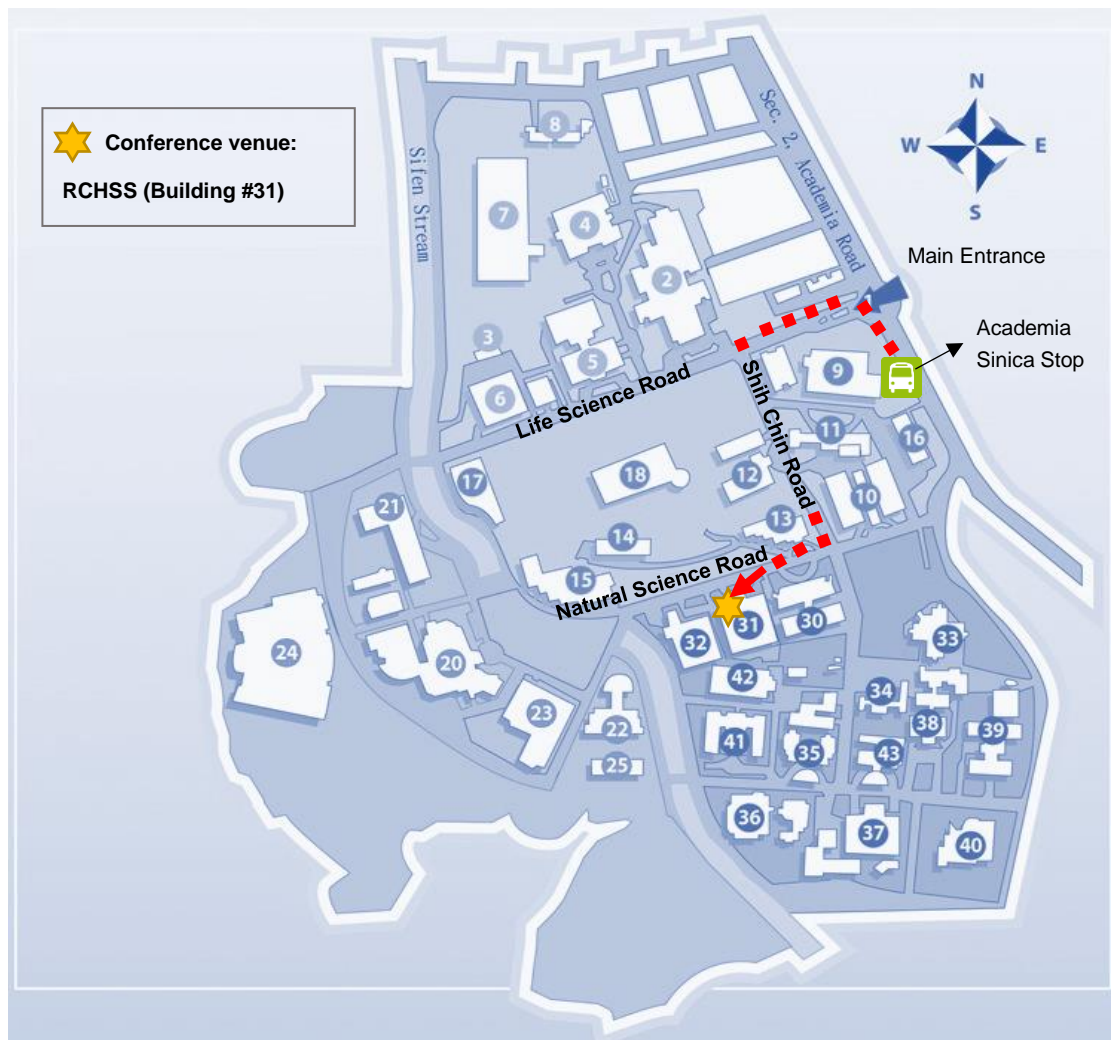 Conference venue:
RCHSS (Building #31)
N
W
E
S
Sifen Stream
Sec. 2, Academia Road
Main Entrance
Academia
Sinica Stop
Life Science Road
Shih Chin Road
Natural Science Road
8
7
4
2
1
3
5
6
9
11
16
18
12
10
17
21
13
14
15
24
20
23
22
25
31
30
32
33
42
34
38
39
41
35
43
36
37
40